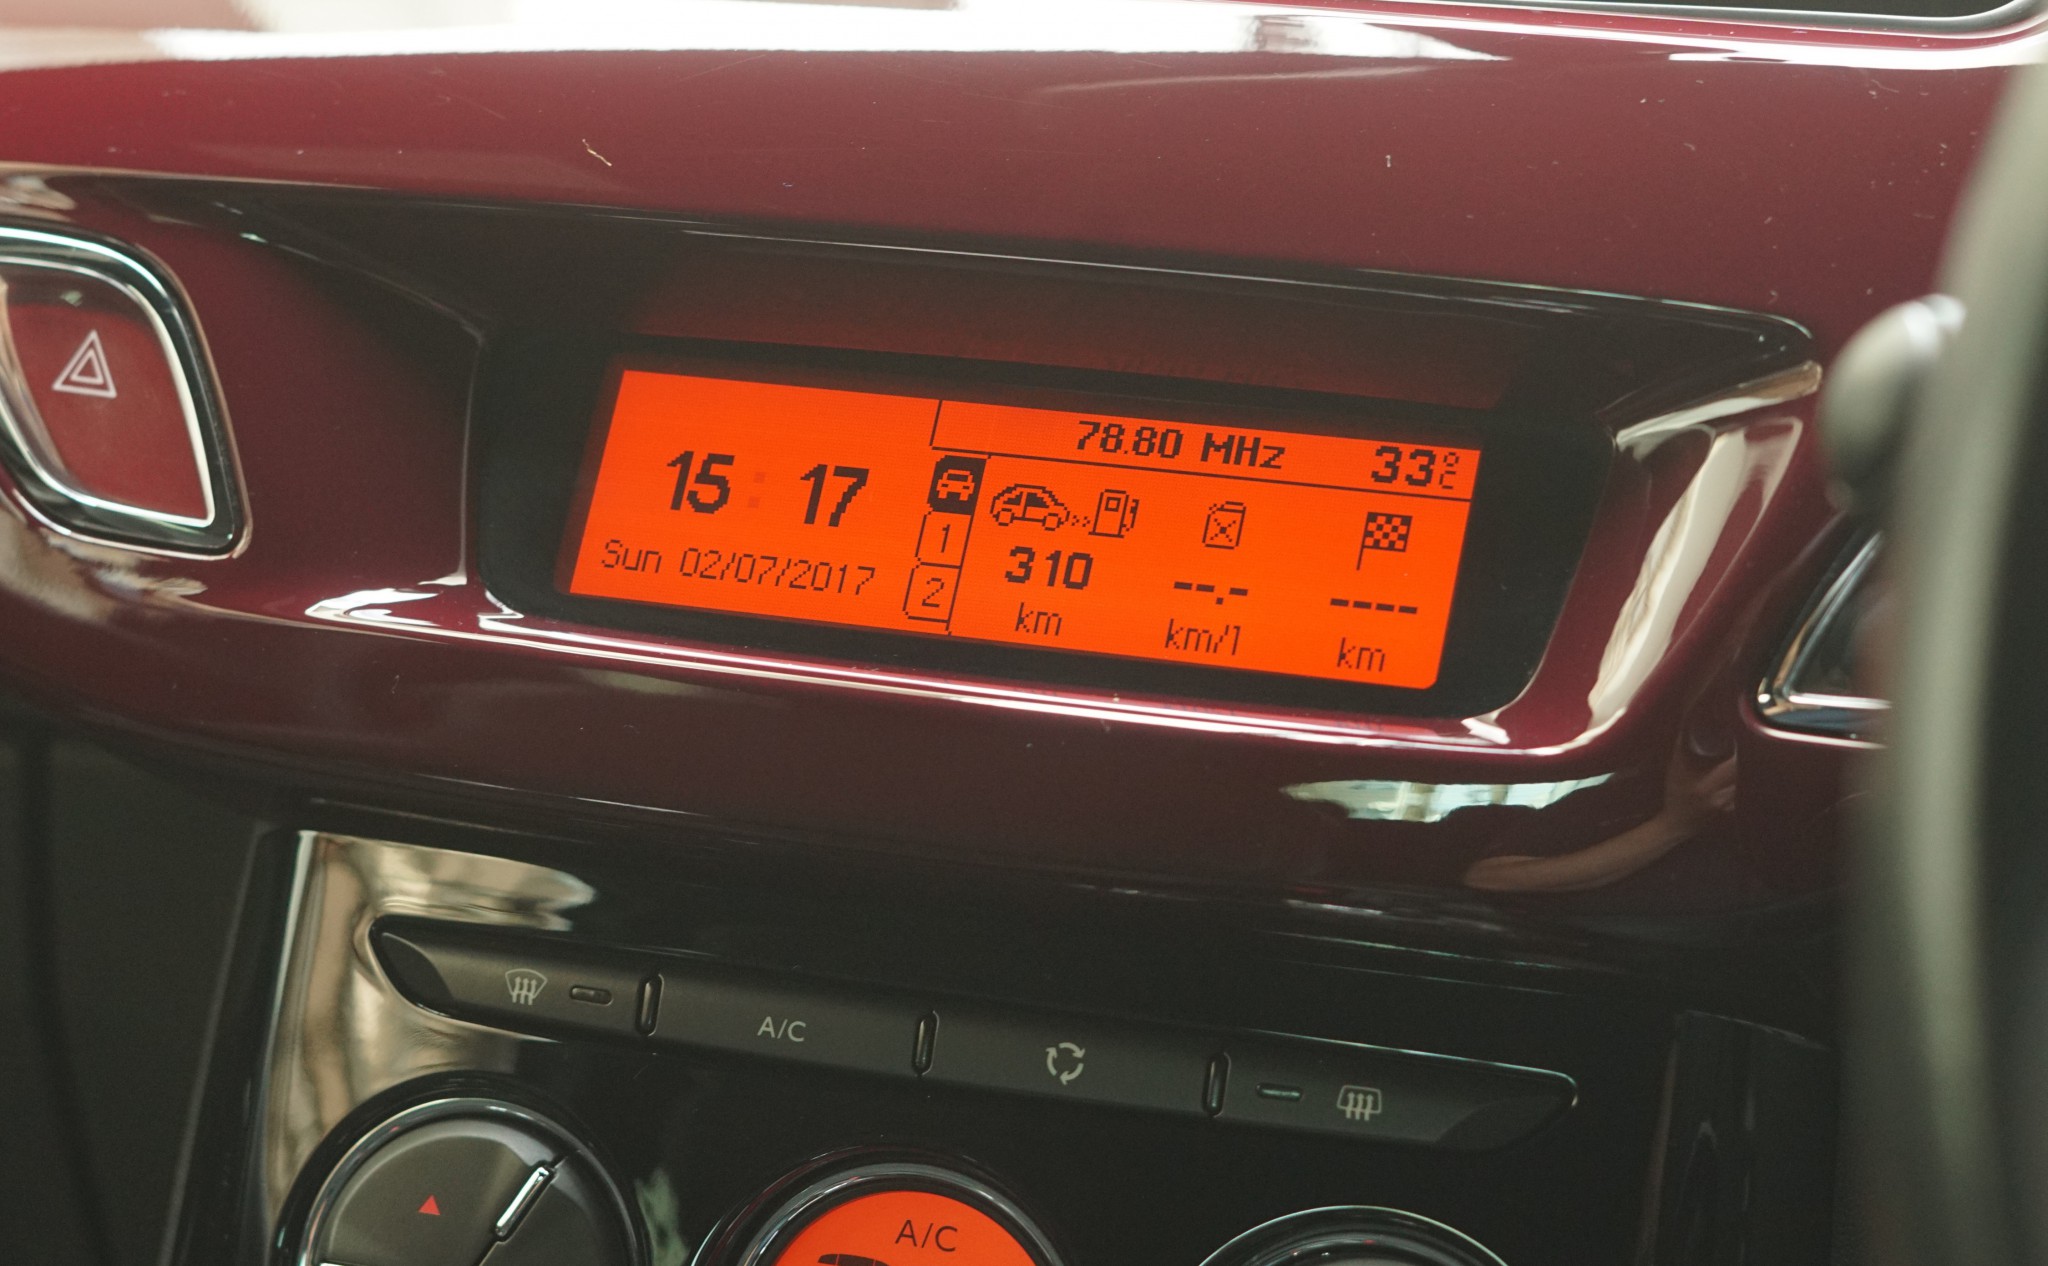 78.80 MHz 33°C
15:17
Sun 02/07/2017
1
2
310 --.- ----
km km/l km
A/C
A/C